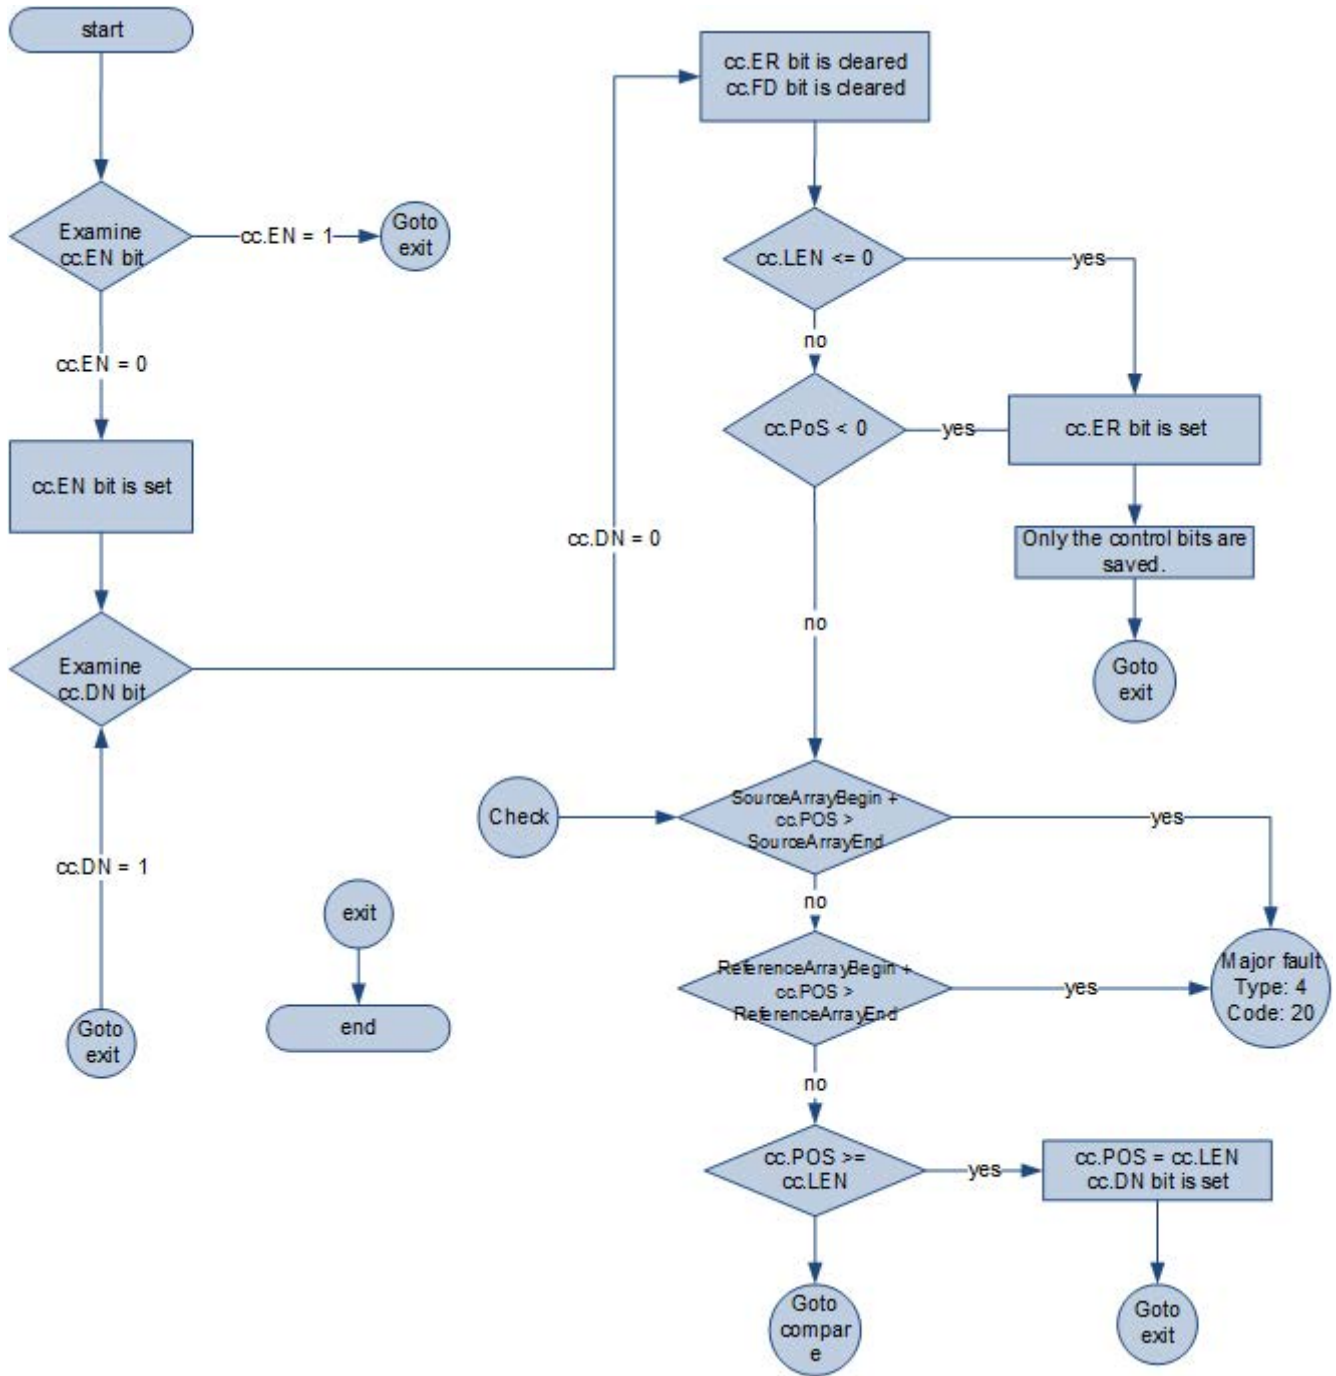 start
Examine
cc.EN bit
cc.EN = 1
Goto
exit
cc.EN = 0
cc.EN bit is set
Examine
cc.DN bit
cc.DN = 1
Goto
exit
exit
end
cc.DN = 0
cc.ER bit is cleared
cc.FD bit is cleared
cc.LEN <= 0
yes
no
cc.PoS < 0
yes
cc.ER bit is set
Only the control bits are
saved.
Goto
exit
no
Check
SourceArrayBegin +
cc.POS >
SourceArrayEnd
yes
no
ReferenceArrayBegin +
cc.POS >
ReferenceArrayEnd
yes
Major fault
Type: 4
Code: 20
no
cc.POS >=
cc.LEN
yes
cc.POS = cc.LEN
cc.DN bit is set
Goto
compar
e
Goto
exit